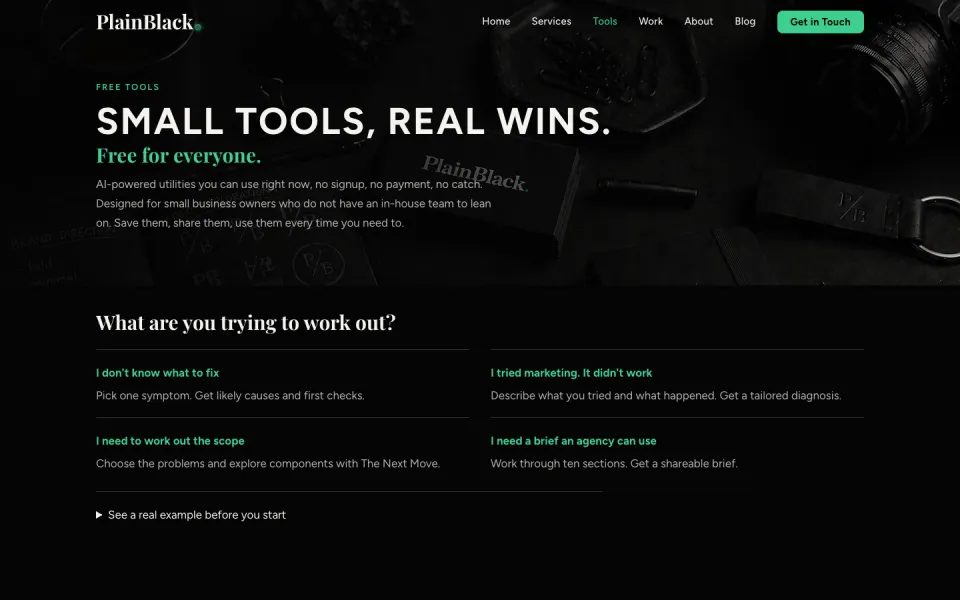 PlainBlack.
Home Services Tools Work About Blog Get in Touch
FREE TOOLS
SMALL TOOLS, REAL WINS.
Free for everyone.
PlainBlack.
AI-powered utilities you can use right now, no signup, no payment, no catch.
Designed for small business owners who do not have an in-house team to lean
on. Save them, share them, use them every time you need to.
P/B
P/B
What are you trying to work out?
I don't know what to fix
Pick one symptom. Get likely causes and first checks.
I tried marketing. It didn't work
Describe what you tried and what happened. Get a tailored diagnosis.
I need to work out the scope
Choose the problems and explore components with The Next Move.
I need a brief an agency can use
Work through ten sections. Get a shareable brief.
See a real example before you start